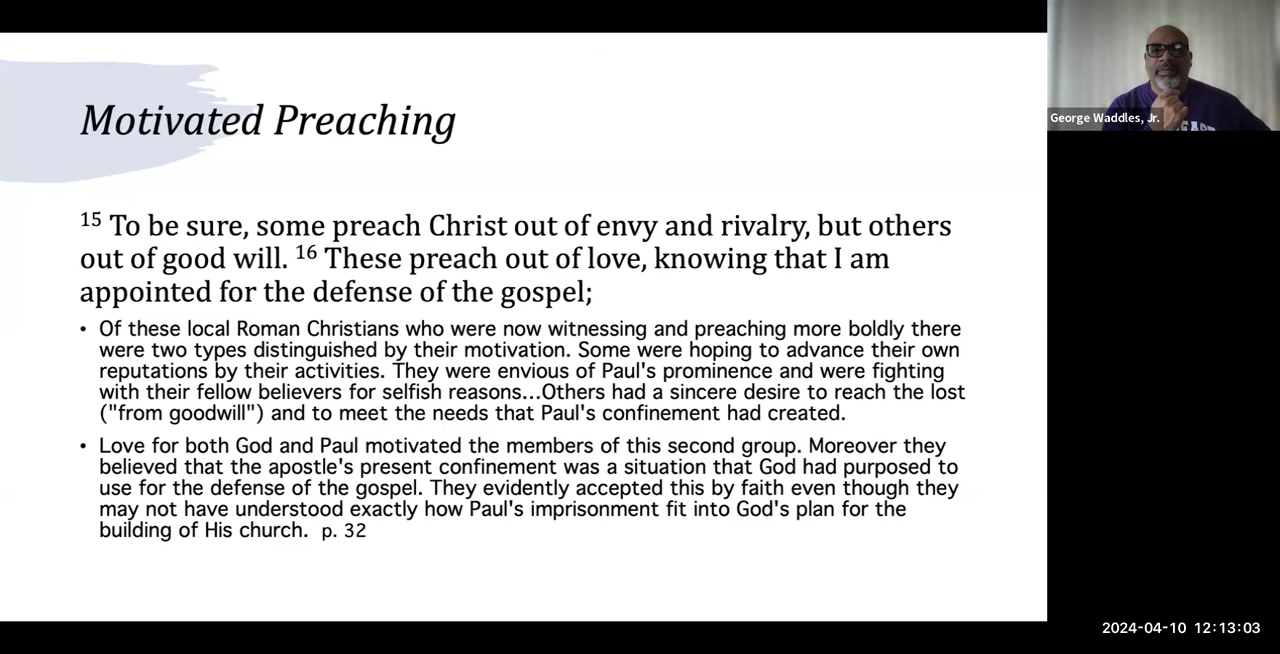 Motivated Preaching
15 To be sure, some preach Christ out of envy and rivalry, but others
out of good will. 16 These preach out of love, knowing that I am
appointed for the defense of the gospel;
• Of these local Roman Christians who were now witnessing and preaching more boldly there
were two types distinguished by their motivation. Some were hoping to advance their own
reputations by their activities. They were envious of Paul's prominence and were fighting
with their fellow believers for selfish reasons...Others had a sincere desire to reach the lost
("from goodwill") and to meet the needs that Paul's confinement had created.
• Love for both God and Paul motivated the members of this second group. Moreover they
believed that the apostle's present confinement was a situation that God had purposed to
use for the defense of the gospel. They evidently accepted this by faith even though they
may not have understood exactly how Paul's imprisonment fit into God's plan for the
building of His church. p. 32
George Waddles, Jr.
2024-04-10 12:13:03